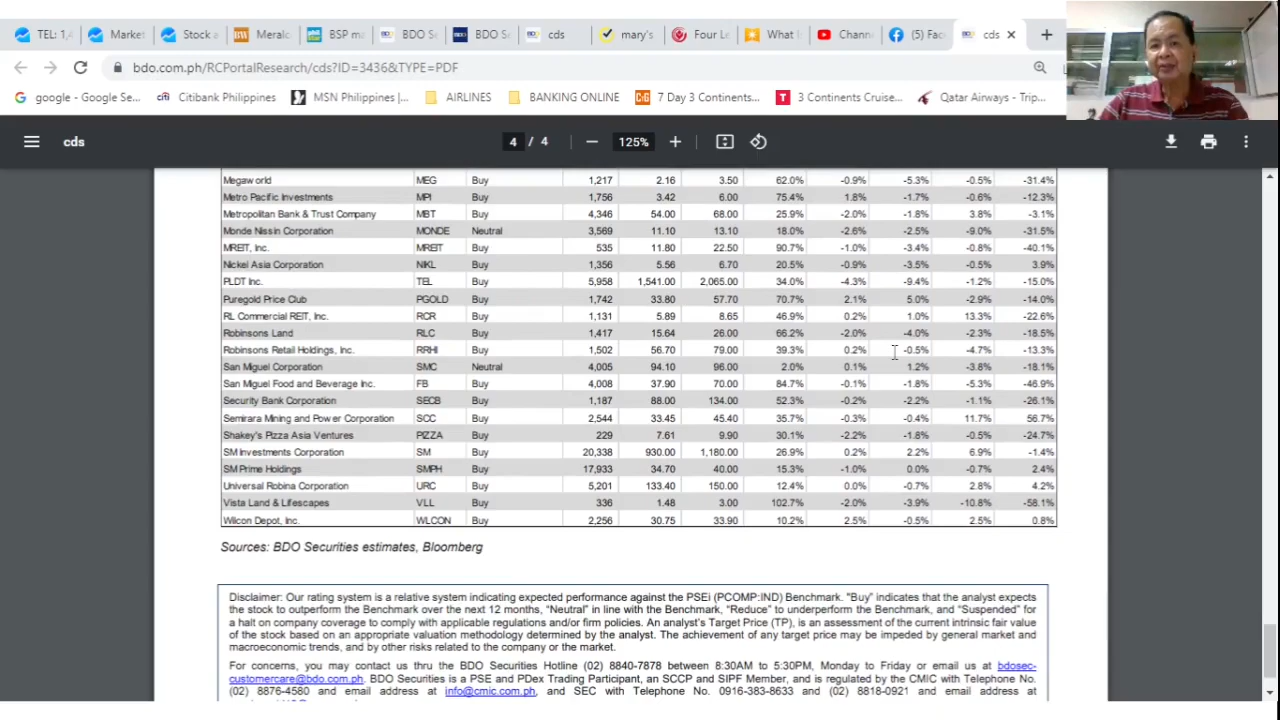 TEL: 1,4 Market Stock a Meralc BSP m BDO Se BDO S cds mary's Four Le What I Chann (5) Fac cds
bdo.com.ph/RCPortalResearch/cds?ID=3 PE=PDF
google - Google Se... Citibank Philippines MSN Philippines |... AIRLINES BANKING ONLINE 7 Day 3 Continents... 3 Continents Cruise... Qatar Airways - Trip...
cds 4 / 4 125%
Megaworld MEG Buy 1,217 2.16 3.50 62.0% -0.9% -5.3% -0.5% -31.4%
Metro Pacific Investments MPI Buy 1,756 3.42 6.00 75.4% 1.8% -1.7% -0.6% -12.3%
Metropolitan Bank & Trust Company MBT Buy 4,346 54.00 68.00 25.9% -2.0% -1.8% 3.8% -3.1%
Monde Nissin Corporation MONDE Neutral 3,569 11.10 13.10 18.0% -2.6% -2.5% -9.0% -31.5%
MREIT, Inc. MREIT Buy 535 11.80 22.50 90.7% -1.0% -3.4% -0.8% -40.1%
Nickel Asia Corporation NIKL Buy 1,356 5.56 6.70 20.5% -0.9% -3.5% -0.5% 3.9%
PLDT Inc. TEL Buy 5,958 1,541.00 2,065.00 34.0% -4.3% -9.4% -1.2% -15.0%
Puregold Price Club PGOLD Buy 1,742 33.80 57.70 70.7% 2.1% 5.0% -2.9% -14.0%
RL Commercial REIT, Inc. RCR Buy 1,131 5.89 8.65 46.9% 0.2% 1.0% 13.3% -22.6%
Robinsons Land RLC Buy 1,417 15.64 26.00 66.2% -2.0% -4.0% -2.3% -18.5%
Robinsons Retail Holdings, Inc. RRHI Buy 1,502 56.70 79.00 39.3% 0.2% -0.5% -4.7% -13.3%
San Miguel Corporation SMC Neutral 4,005 94.10 96.00 2.0% 0.1% 1.2% -3.8% -18.1%
San Miguel Food and Beverage Inc. FB Buy 4,008 37.90 70.00 84.7% -0.1% -1.8% -5.3% -46.9%
Security Bank Corporation SECB Buy 1,187 88.00 134.00 52.3% -0.2% -2.2% -1.1% -26.1%
Semirara Mining and Power Corporation SCC Buy 2,544 33.45 45.40 35.7% -0.3% -0.4% 11.7% 56.7%
Shakey's Pizza Asia Ventures PIZZA Buy 229 7.61 9.90 30.1% -2.2% -1.8% -0.5% -24.7%
SM Investments Corporation SM Buy 20,338 930.00 1,180.00 26.9% 0.2% 2.2% 6.9% -1.4%
SM Prime Holdings SMPH Buy 17,933 34.70 40.00 15.3% -1.0% 0.0% -0.7% 2.4%
Universal Robina Corporation URC Buy 5,201 133.40 150.00 12.4% 0.0% -0.7% 2.8% 4.2%
Vista Land & Lifescapes VLL Buy 336 1.48 3.00 102.7% -2.0% -3.9% -10.8% -58.1%
Wilcon Depot, Inc. WLCON Buy 2,256 30.75 33.90 10.2% 2.5% -0.5% 2.5% 0.8%
Sources: BDO Securities estimates, Bloomberg
Disclaimer: Our rating system is a relative system indicating expected performance against the PSEi (PCOMP:IND) Benchmark. "Buy" indicates that the analyst expects
the stock to outperform the Benchmark over the next 12 months, "Neutral" in line with the Benchmark, "Reduce" to underperform the Benchmark, and "Suspended" for
a halt on company coverage to comply with applicable regulations and/or firm policies. An analyst's Target Price (TP), is an assessment of the current intrinsic fair value
of the stock based on an appropriate valuation methodology determined by the analyst. The achievement of any target price may be impeded by general market and
macroeconomic trends, and by other risks related to the company or the market.
For concerns, you may contact us thru the BDO Securities Hotline (02) 8840-7878 between 8:30AM to 5:30PM, Monday to Friday or email us at bdosec-
customercare@bdo.com.ph. BDO Securities is a PSE and PDex Trading Participant, an SCCP and SIPF Member, and is regulated by the CMIC with Telephone No.
(02) 8876-4580 and email address at info@cmic.com.ph, and SEC with Telephone No. 0916-383-8633 and (02) 8818-0921 and email address at